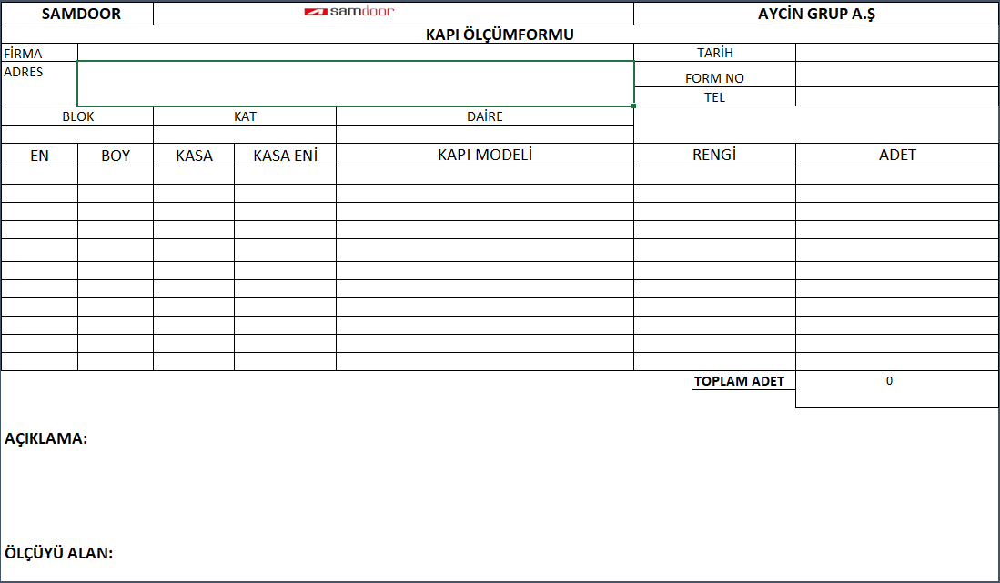 SAMDOOR samdoor AYCİN GRUP A.Ş
KAPI ÖLÇÜMFORMU
FİRMA TARİH
ADRES FORM NO
TEL
BLOK KAT DAİRE
EN BOY KASA KASA ENİ KAPI MODELİ RENGİ ADET
TOPLAM ADET 0
AÇIKLAMA:
ÖLÇÜYÜ ALAN: